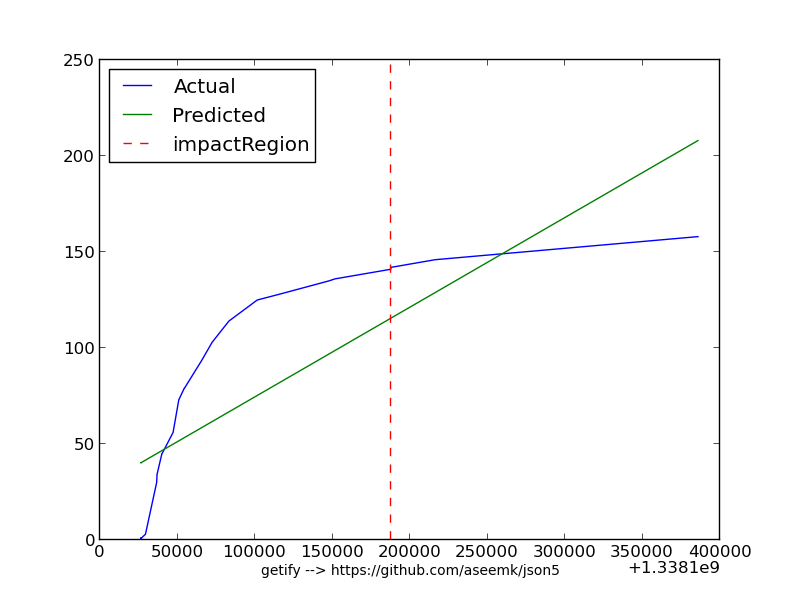 250
200
150
100
50
0
Actual
Predicted
impactRegion
0 50000 100000 150000 200000 250000 300000 350000 400000
+1.3381e9
getify --> https://github.com/aseemk/json5